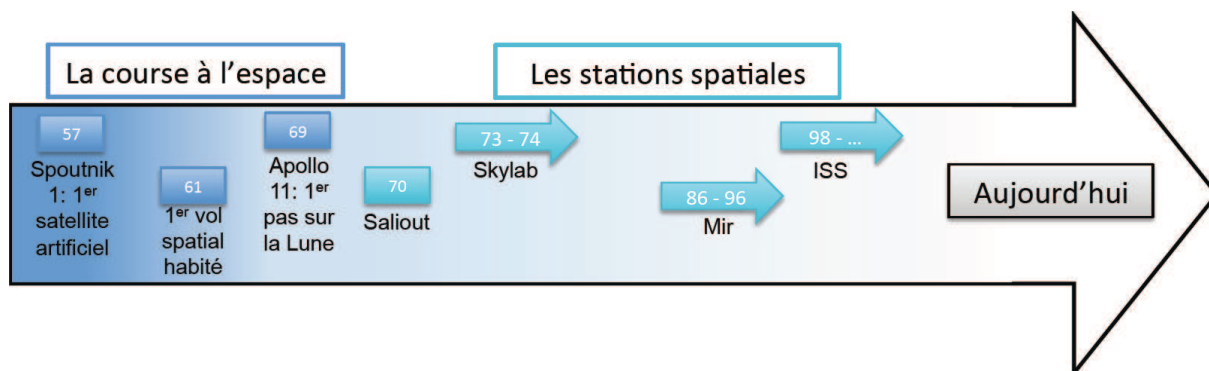 La course à l'espace
Les stations spatiales
57
Spoutnik
1: 1er
satellite
artificiel
61
1er vol
spatial
habité
69
Apollo
11: 1er
pas sur
la Lune
70
Saliout
73 - 74
Skylab
86 - 96
Mir
98 - ...
ISS
Aujourd'hui